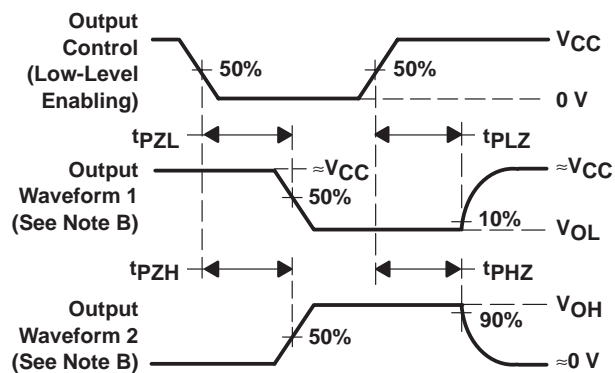 Output
Control
(Low-Level
Enabling)
50%
50%
VCC
0 V
tPZL
tPLZ
Output
Waveform 1
(See Note B)
≈VCC
50%
≈VCC
10%
VOL
tPZH
tPHZ
Output
Waveform 2
(See Note B)
50%
VOH
90%
≈0 V